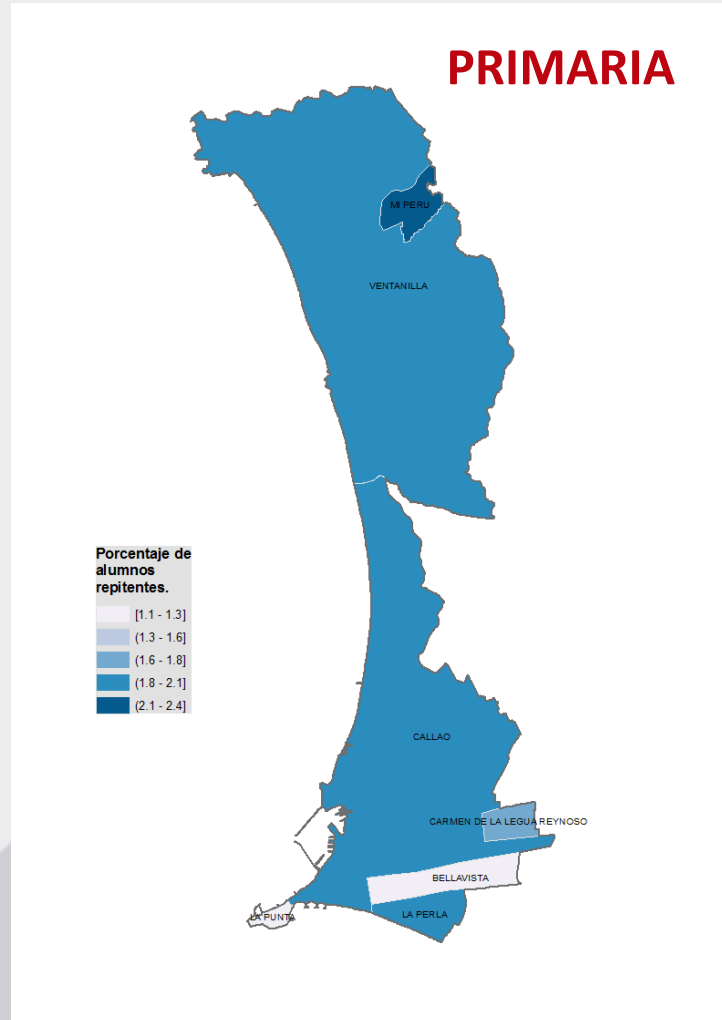 PRIMARIA
MI PERU
VENTANILLA
Porcentaje de
alumnos
repitentes.
[1.1 - 1.3]
(1.3 - 1.6]
(1.6 - 1.8]
(1.8 - 2.1]
(2.1 - 2.4]
CALLAO
CARMEN DE LA LEGUA REYNOSO
BELLAVISTA
LA PERLA
LA PUNTA